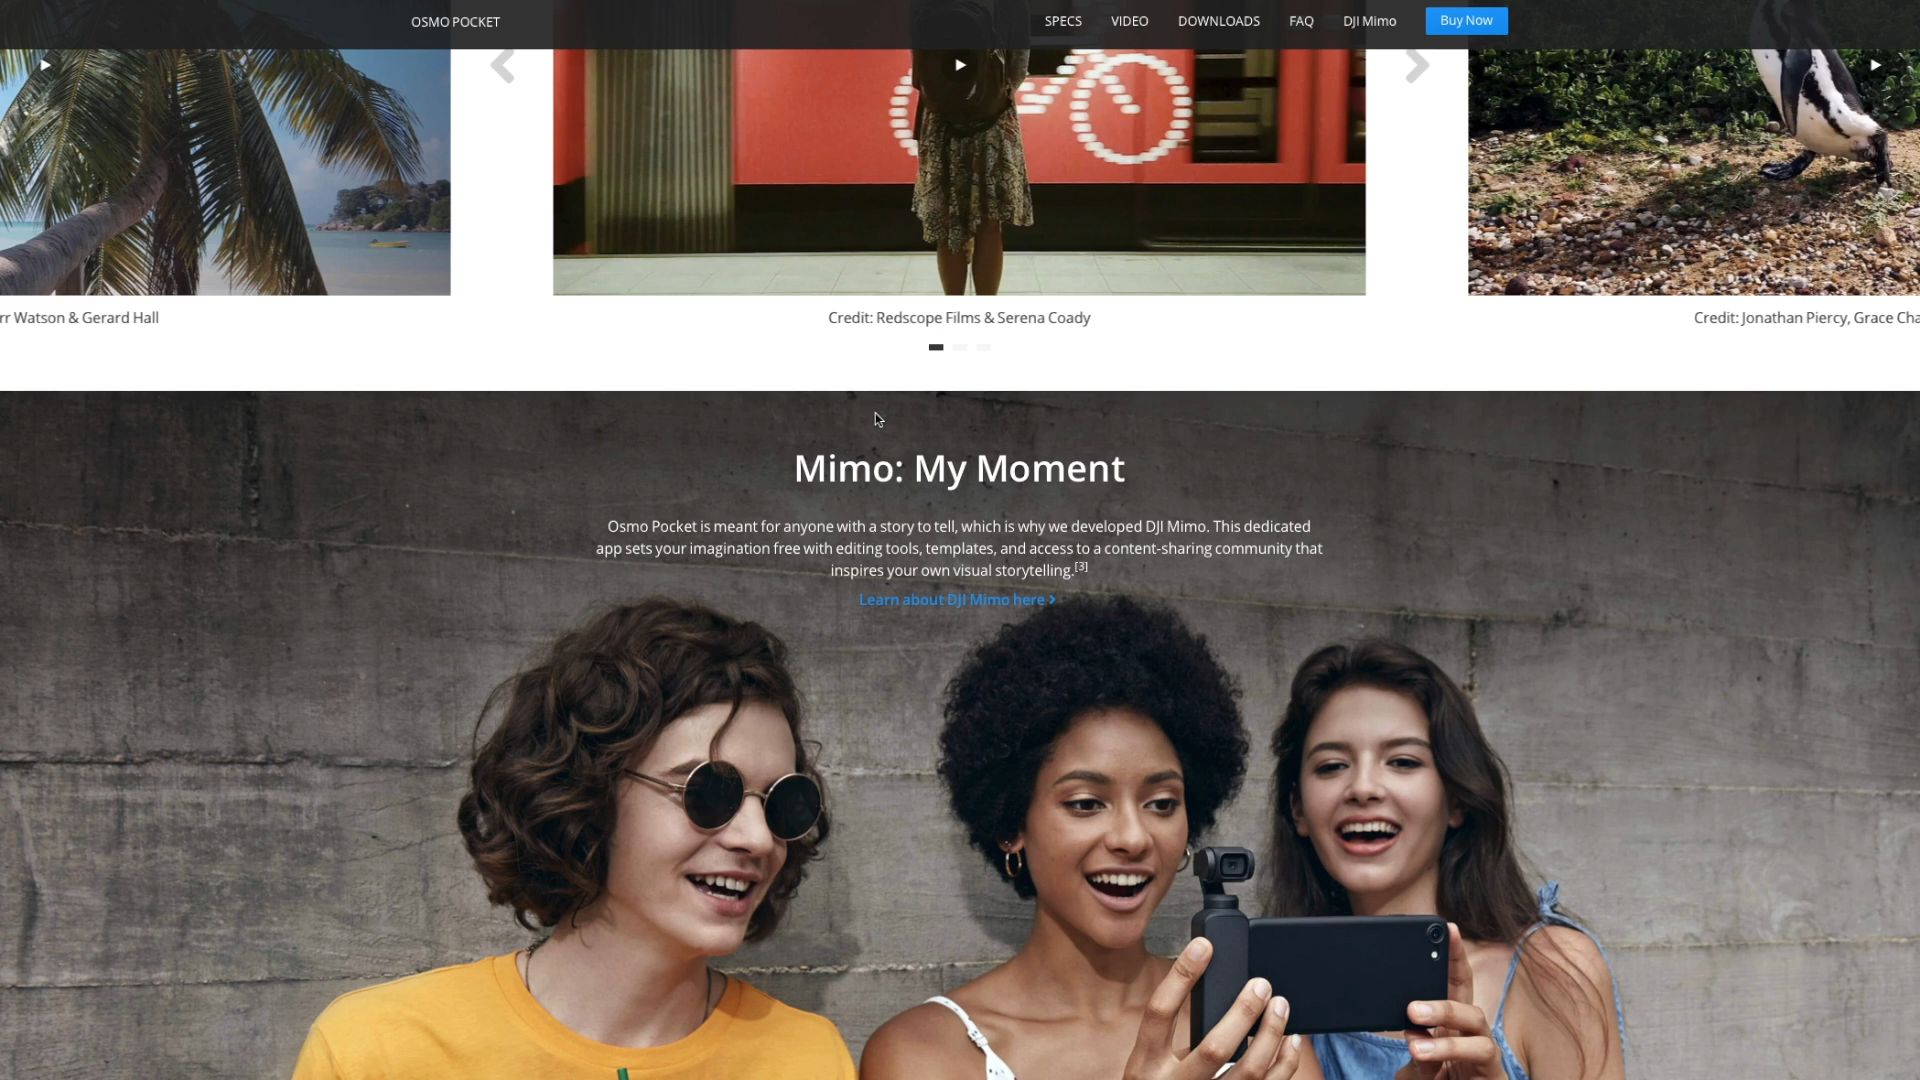 OSMO POCKET
SPECS
VIDEO
DOWNLOADS
FAQ
DJI Mimo
Buy Now
rr Watson & Gerard Hall
Credit: Redscope Films & Serena Coady
Credit: Jonathan Piercy, Grace Cha
Mimo: My Moment
Osmo Pocket is meant for anyone with a story to tell, which is why we developed DJI Mimo. This dedicated
app sets your imagination free with editing tools, templates, and access to a content-sharing community that
inspires your own visual storytelling.[3]
Learn about DJI Mimo here